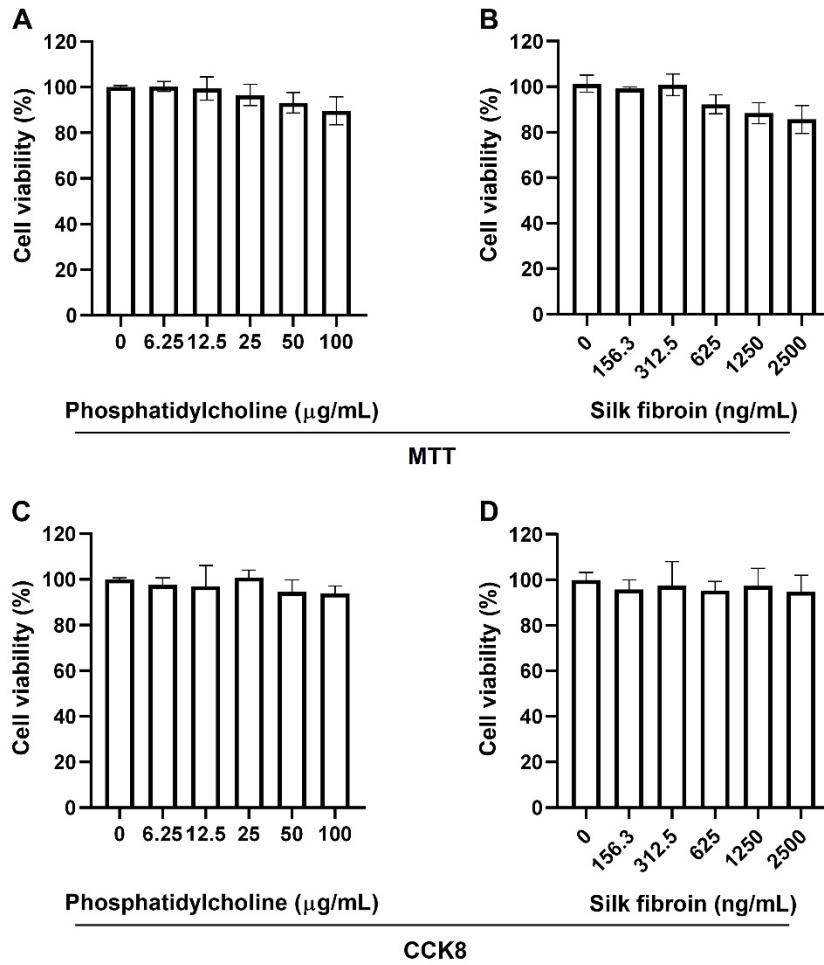 A
Cell viability (%)
120
100
80
60
40
20
0
0 6.25 12.5 25 50 100
Phosphatidylcholine (μg/mL)
B
Cell viability (%)
120
100
80
60
40
20
0
0 156.3 312.5 625 1250 2500
Silk fibroin (ng/mL)
MTT
C
Cell viability (%)
120
100
80
60
40
20
0
0 6.25 12.5 25 50 100
Phosphatidylcholine (μg/mL)
D
Cell viability (%)
120
100
80
60
40
20
0
0 156.3 312.5 625 1250 2500
Silk fibroin (ng/mL)
CCK8